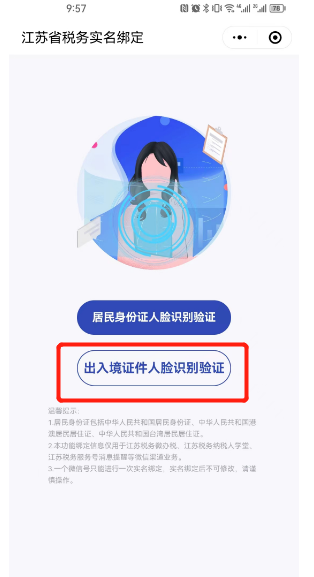 9:57
78
江苏省税务实名绑定
居民身份证人脸识别验证
出入境证件人脸识别验证
温馨提示：
1.居民身份证包括中华人民共和国居民身份证、中华人民共和国港
澳居民居住证、中华人民共和国台湾居民居住证。
2.本功能绑定信息仅用于江苏税务微办税、江苏税务纳税人学堂、
江苏税务服务号消息提醒等微信渠道业务。
3.一个微信号只能进行一次实名绑定，实名绑定后不可修改，请谨
慎操作。